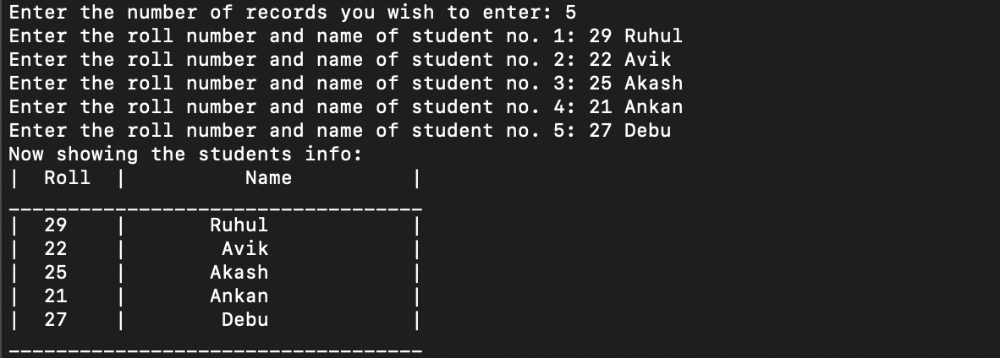 Enter the number of records you wish to enter: 5
Enter the roll number and name of student no. 1: 29 Ruhul
Enter the roll number and name of student no. 2: 22 Avik
Enter the roll number and name of student no. 3: 25 Akash
Enter the roll number and name of student no. 4: 21 Ankan
Enter the roll number and name of student no. 5: 27 Debu
Now showing the students info:
|  Roll  |          Name          |
___________________________________
|  29    |       Ruhul            |
|  22    |        Avik            |
|  25    |       Akash            |
|  21    |       Ankan            |
|  27    |        Debu            |
___________________________________